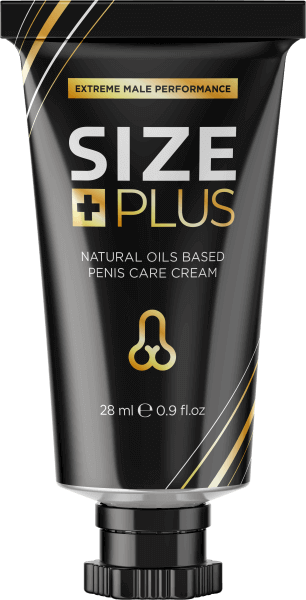 EXTREME MALE PERFORMANCE
SIZE
+ PLUS
NATURAL OILS BASED
PENIS CARE CREAM
28 ml ℮ 0.9 fl.oz